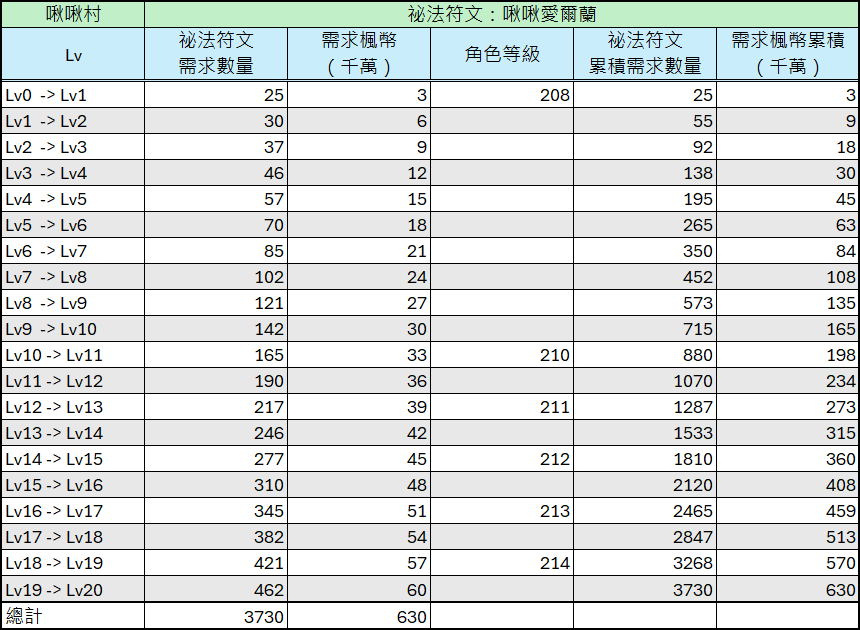 啾啾村 祕法符文：啾啾愛爾蘭
Lv 祕法符文 需求數量 需求楓幣 （千萬） 角色等級 祕法符文 累積需求數量 需求楓幣累積 （千萬）
Lv0 -> Lv1 25 3 208 25 3
Lv1 -> Lv2 30 6 55 9
Lv2 -> Lv3 37 9 92 18
Lv3 -> Lv4 46 12 138 30
Lv4 -> Lv5 57 15 195 45
Lv5 -> Lv6 70 18 265 63
Lv6 -> Lv7 85 21 350 84
Lv7 -> Lv8 102 24 452 108
Lv8 -> Lv9 121 27 573 135
Lv9 -> Lv10 142 30 715 165
Lv10 -> Lv11 165 33 210 880 198
Lv11 -> Lv12 190 36 1070 234
Lv12 -> Lv13 217 39 211 1287 273
Lv13 -> Lv14 246 42 1533 315
Lv14 -> Lv15 277 45 212 1810 360
Lv15 -> Lv16 310 48 2120 408
Lv16 -> Lv17 345 51 213 2465 459
Lv17 -> Lv18 382 54 2847 513
Lv18 -> Lv19 421 57 214 3268 570
Lv19 -> Lv20 462 60 3730 630
總計 3730 630